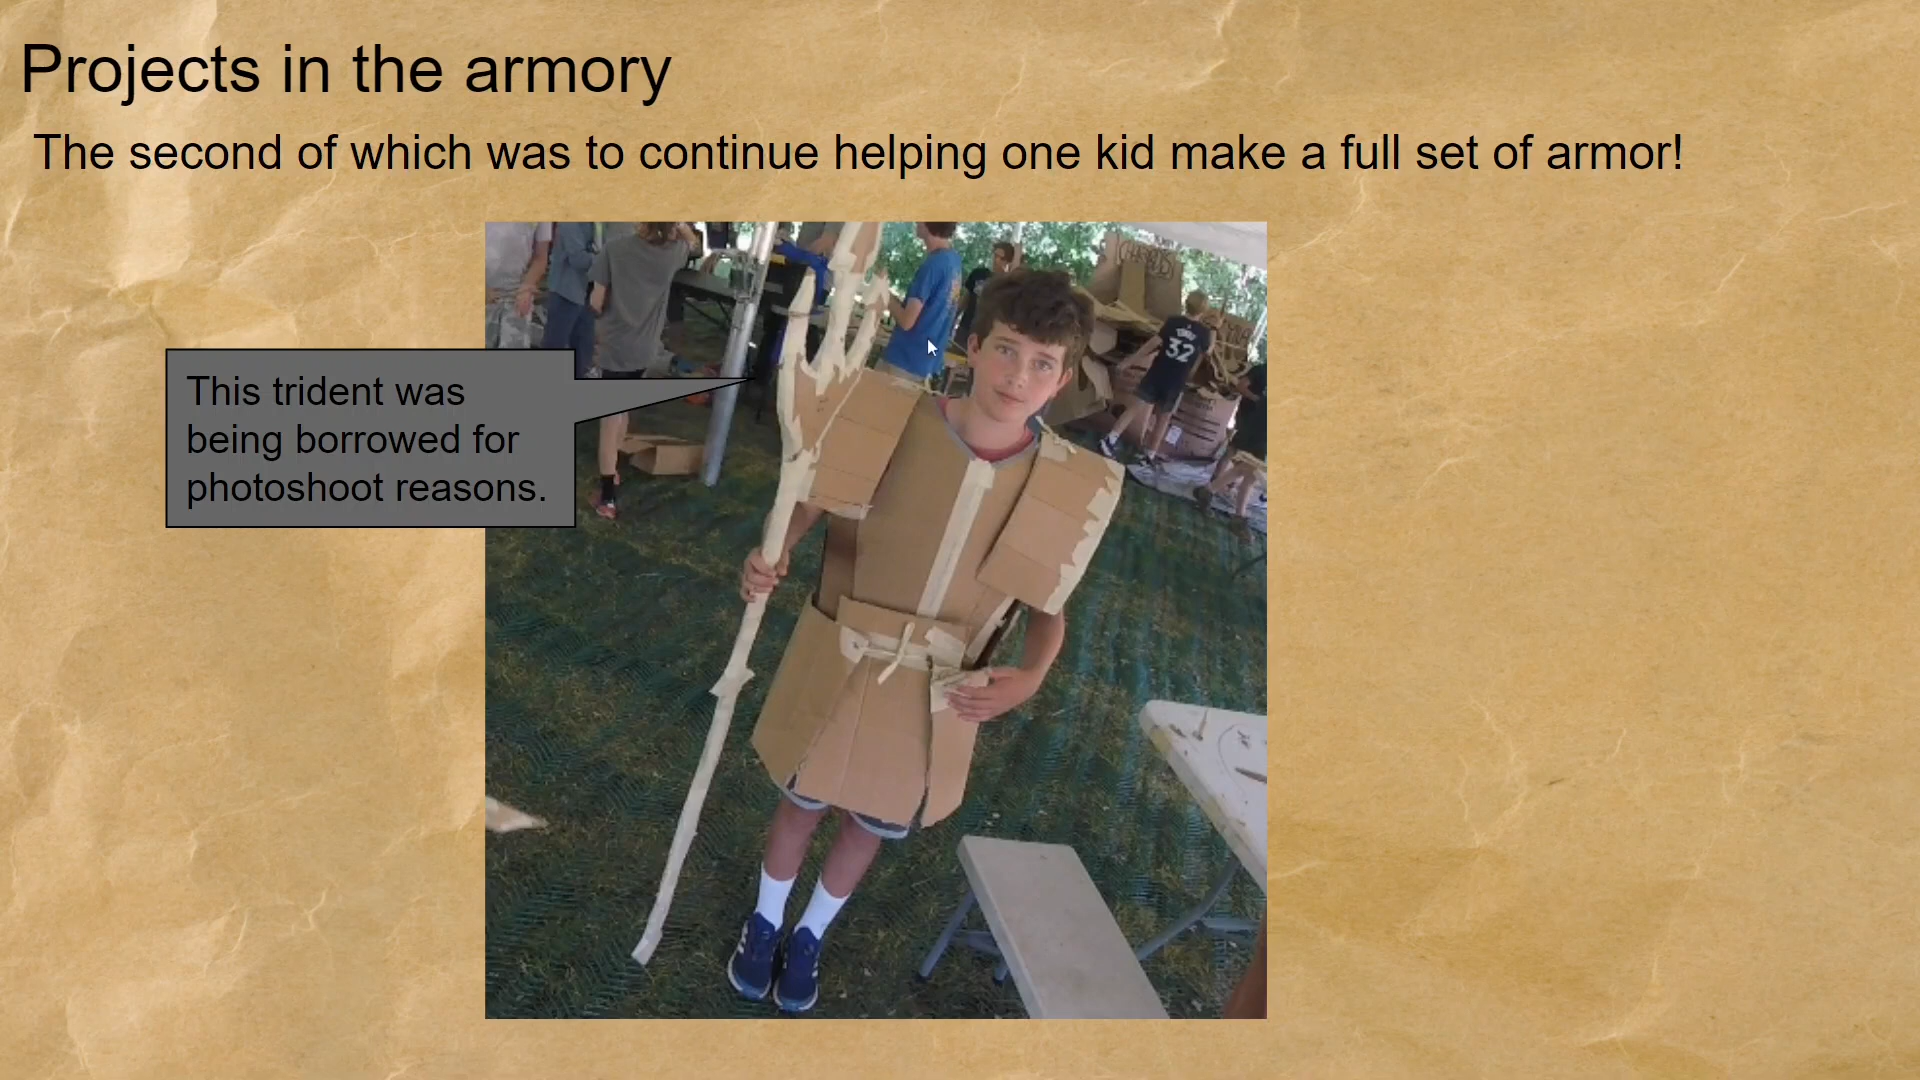 Projects in the armory
The second of which was to continue helping one kid make a full set of armor!
This trident was
being borrowed for
photoshoot reasons.
32